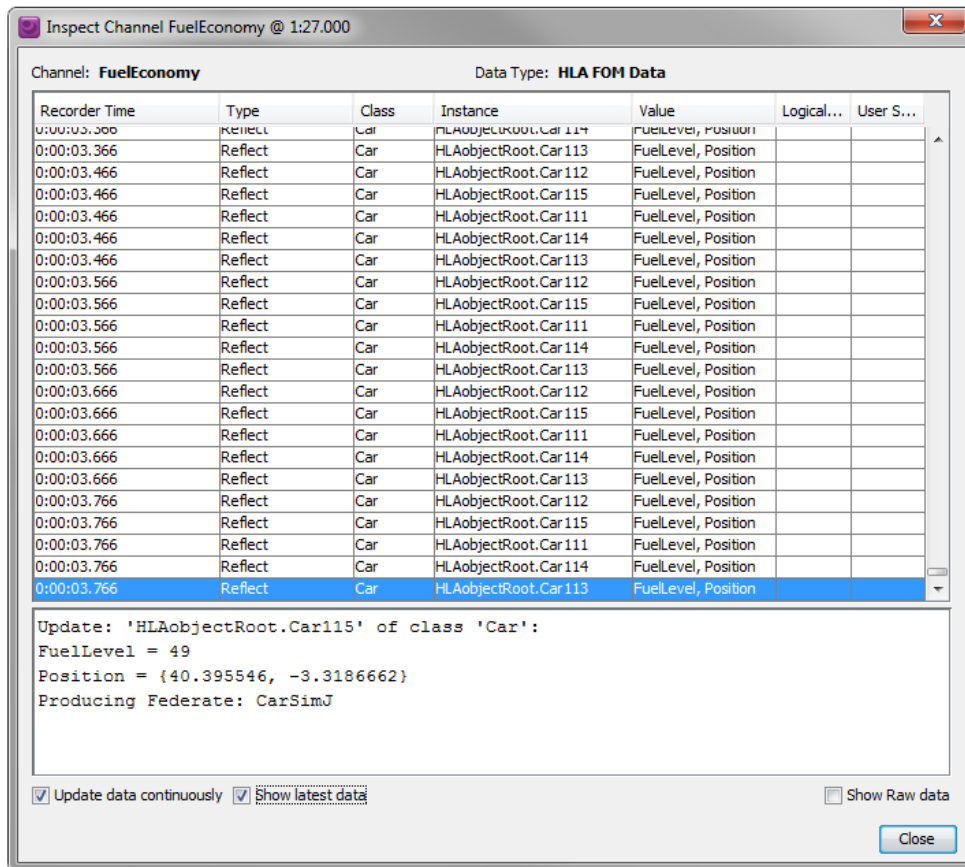 Inspect Channel FuelEconomy @ 1:27.000
Channel: FuelEconomy Data Type: HLA FOM Data
Recorder Time Type Class Instance Value Logical... User S...
0:00:03.366 Reflect Car HLAobjectRoot.Car114 FuelLevel, Position
0:00:03.366 Reflect Car HLAobjectRoot.Car113 FuelLevel, Position
0:00:03.466 Reflect Car HLAobjectRoot.Car112 FuelLevel, Position
0:00:03.466 Reflect Car HLAobjectRoot.Car115 FuelLevel, Position
0:00:03.466 Reflect Car HLAobjectRoot.Car111 FuelLevel, Position
0:00:03.466 Reflect Car HLAobjectRoot.Car114 FuelLevel, Position
0:00:03.466 Reflect Car HLAobjectRoot.Car113 FuelLevel, Position
0:00:03.566 Reflect Car HLAobjectRoot.Car112 FuelLevel, Position
0:00:03.566 Reflect Car HLAobjectRoot.Car115 FuelLevel, Position
0:00:03.566 Reflect Car HLAobjectRoot.Car111 FuelLevel, Position
0:00:03.566 Reflect Car HLAobjectRoot.Car114 FuelLevel, Position
0:00:03.566 Reflect Car HLAobjectRoot.Car113 FuelLevel, Position
0:00:03.666 Reflect Car HLAobjectRoot.Car112 FuelLevel, Position
0:00:03.666 Reflect Car HLAobjectRoot.Car115 FuelLevel, Position
0:00:03.666 Reflect Car HLAobjectRoot.Car111 FuelLevel, Position
0:00:03.666 Reflect Car HLAobjectRoot.Car114 FuelLevel, Position
0:00:03.666 Reflect Car HLAobjectRoot.Car113 FuelLevel, Position
0:00:03.766 Reflect Car HLAobjectRoot.Car112 FuelLevel, Position
0:00:03.766 Reflect Car HLAobjectRoot.Car115 FuelLevel, Position
0:00:03.766 Reflect Car HLAobjectRoot.Car111 FuelLevel, Position
0:00:03.766 Reflect Car HLAobjectRoot.Car114 FuelLevel, Position
0:00:03.766 Reflect Car HLAobjectRoot.Car113 FuelLevel, Position
Update: 'HLAobjectRoot.Car115' of class 'Car':
FuelLevel = 49
Position = {40.395546, -3.3186662}
Producing Federate: CarSimJ
Update data continuously Show latest data Show Raw data
Close